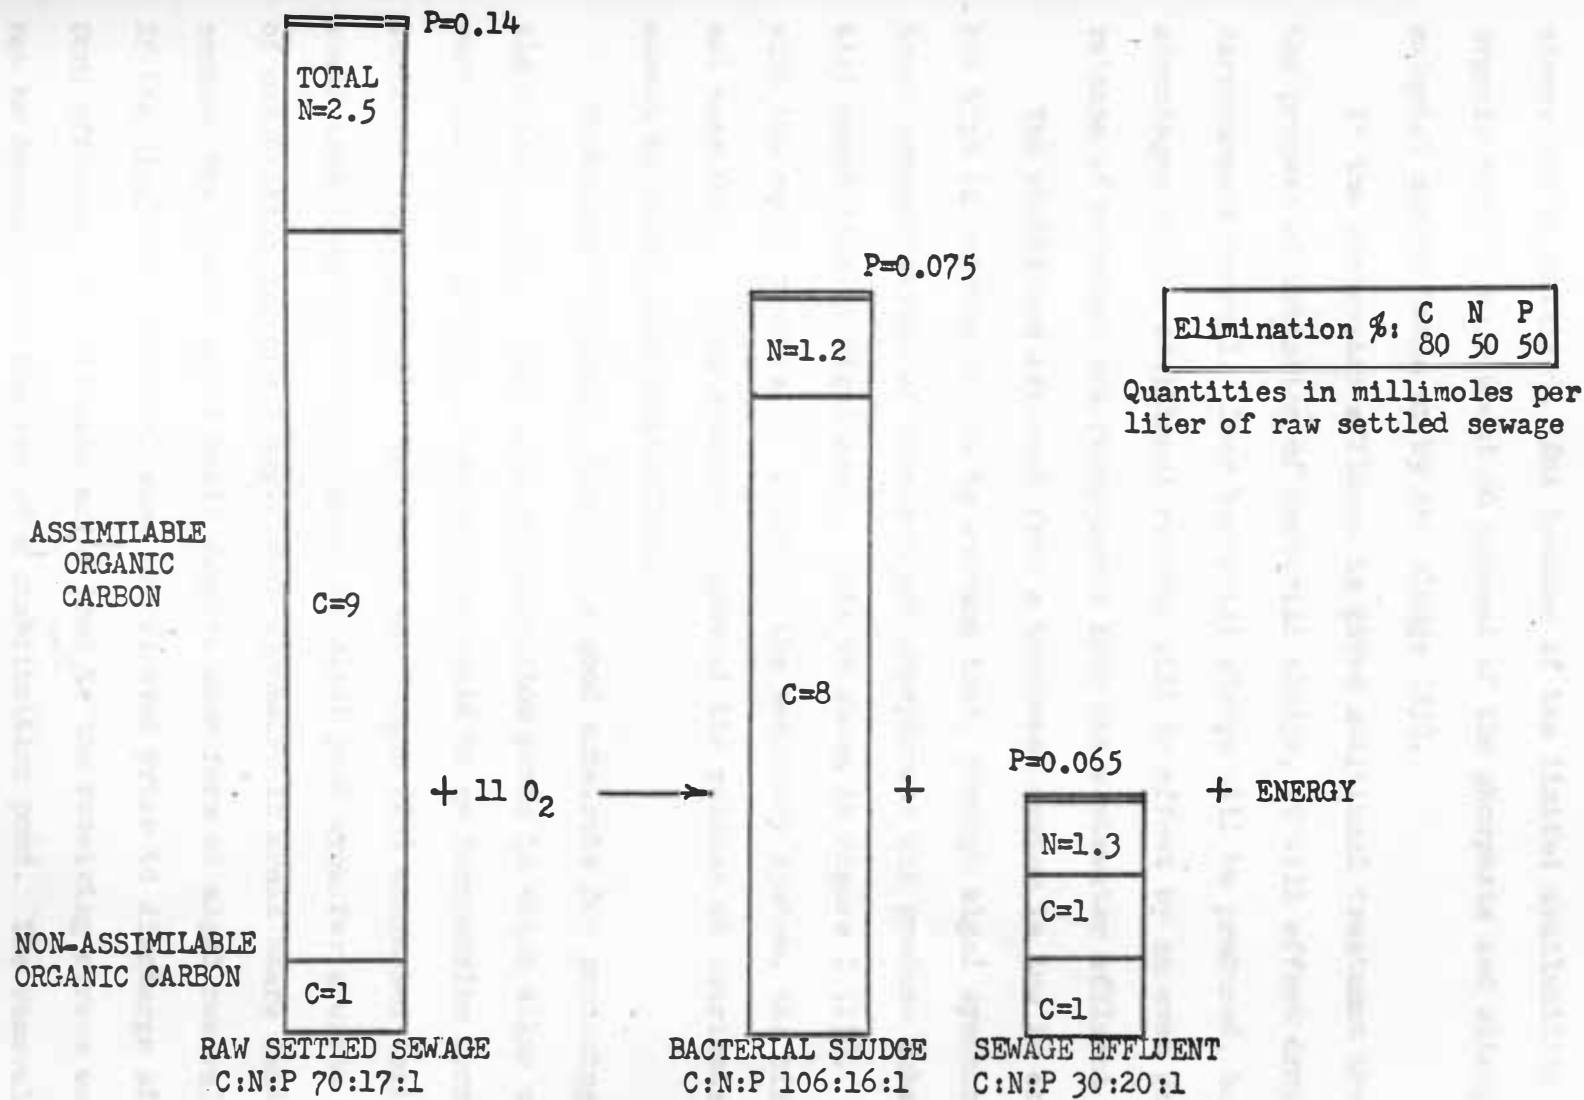 P=0.14
TOTAL
N=2.5
ASSIMILABLE
ORGANIC
CARBON
C=9
NON-ASSIMILABLE
ORGANIC CARBON
C=1
RAW SETTLED SEWAGE
C:N:P 70:17:1
+ 11 O2
P=0.075
N=1.2
C=8
BACTERIAL SLUDGE
C:N:P 106:16:1
+
P=0.065
N=1.3
C=1
C=1
SEWAGE EFFLUENT
C:N:P 30:20:1
+ ENERGY
Elimination %: C N P
80 50 50
Quantities in millimoles per
liter of raw settled sewage